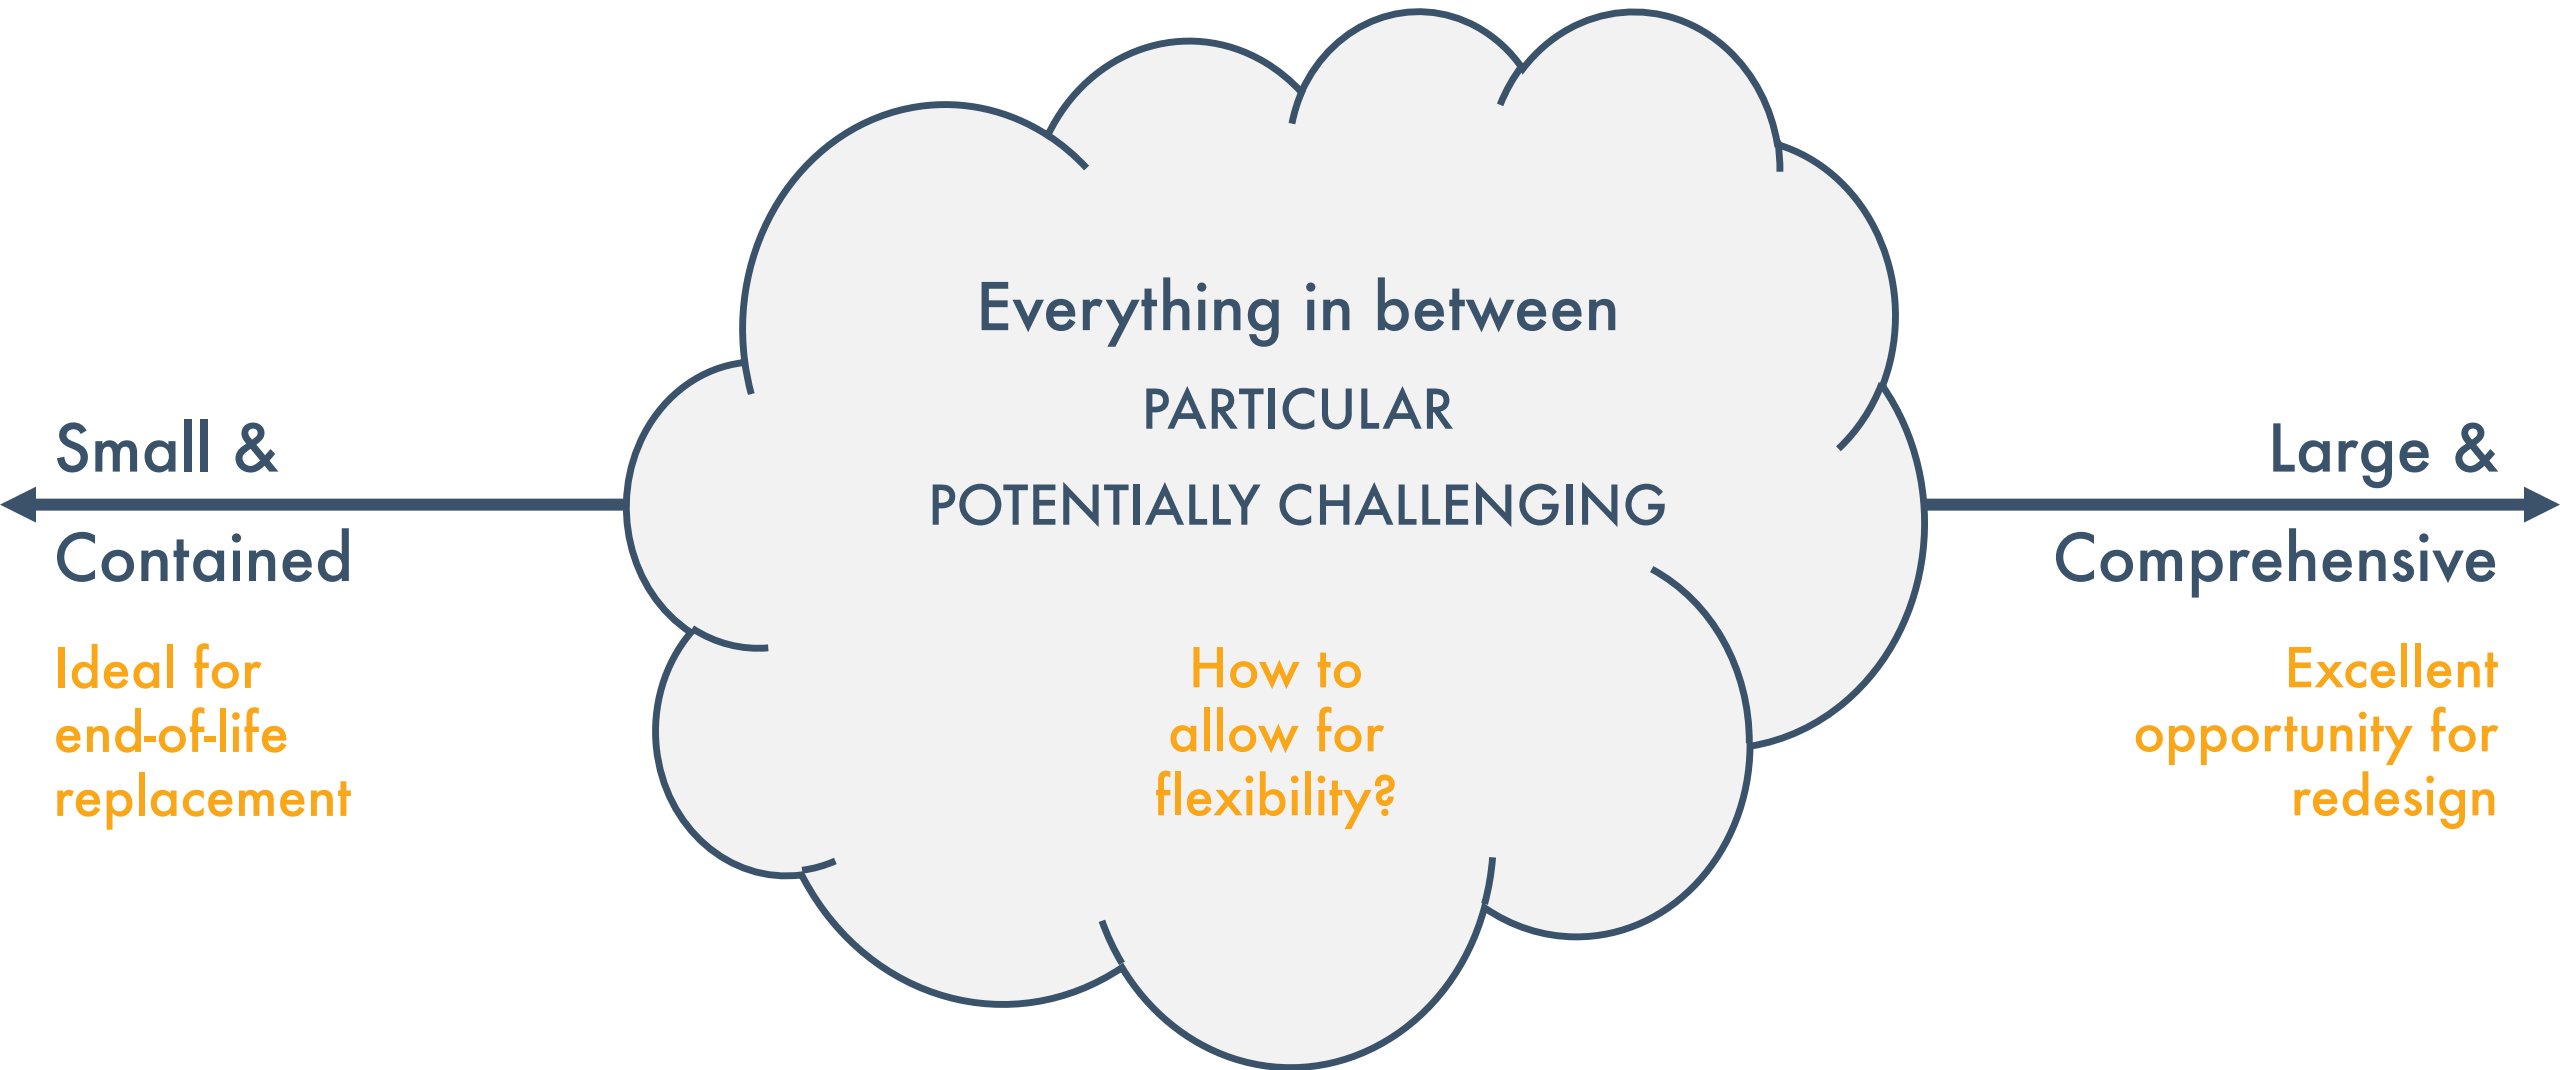 Small &
Contained
Ideal for
end-of-life
replacement
Everything in between
PARTICULAR
POTENTIALLY CHALLENGING
How to
allow for
flexibility?
Large &
Comprehensive
Excellent
opportunity for
redesign